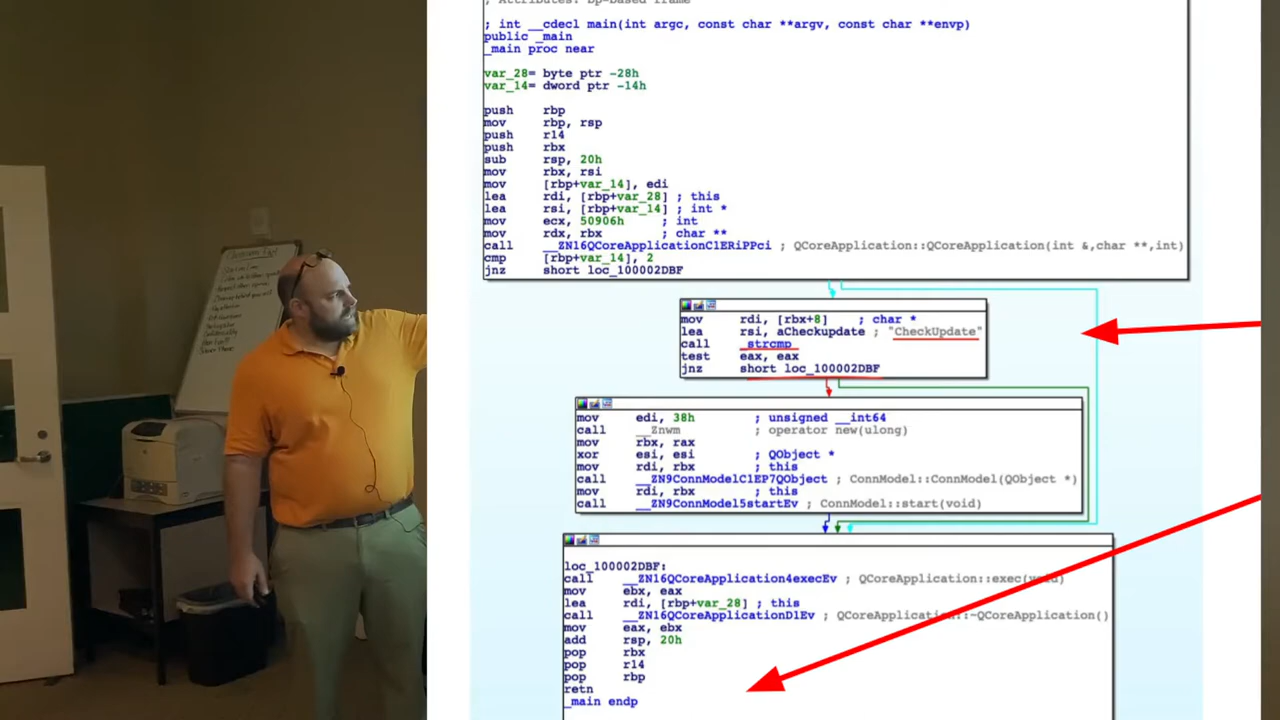 ; Attributes: bp-based frame
; int __cdecl main(int argc, const char **argv, const char **envp)
public _main
_main proc near
var_28= byte ptr -28h
var_14= dword ptr -14h
push rbp
mov rbp, rsp
push r14
push rbx
sub rsp, 20h
mov rbx, rsi
mov [rbp+var_14], edi
lea rdi, [rbp+var_28] ; this
lea rsi, [rbp+var_14] ; int *
mov ecx, 50906h ; int
mov rdx, rbx ; char **
call __ZN16QCoreApplicationC1ERiPPci ; QCoreApplication::QCoreApplication(int &,char **,int)
cmp [rbp+var_14], 2
jnz short loc_100002DBF
mov rdi, [rbx+8] ; char *
lea rsi, aCheckupdate ; "CheckUpdate"
call _strcmp
test eax, eax
jnz short loc_100002DBF
mov edi, 38h ; unsigned __int64
call __Znwm ; operator new(ulong)
mov rbx, rax
xor esi, esi ; QObject *
mov rdi, rbx ; this
call __ZN9ConnModelC1EP7QObject ; ConnModel::ConnModel(QObject *)
mov rdi, rbx ; this
call __ZN9ConnModel5startEv ; ConnModel::start(void)
loc_100002DBF:
call __ZN16QCoreApplication4execEv ; QCoreApplication::exec(void)
mov ebx, eax
lea rdi, [rbp+var_28] ; this
call __ZN16QCoreApplicationD1Ev ; QCoreApplication::~QCoreApplication()
mov eax, ebx
add rsp, 20h
pop rbx
pop r14
pop rbp
retn
_main endp